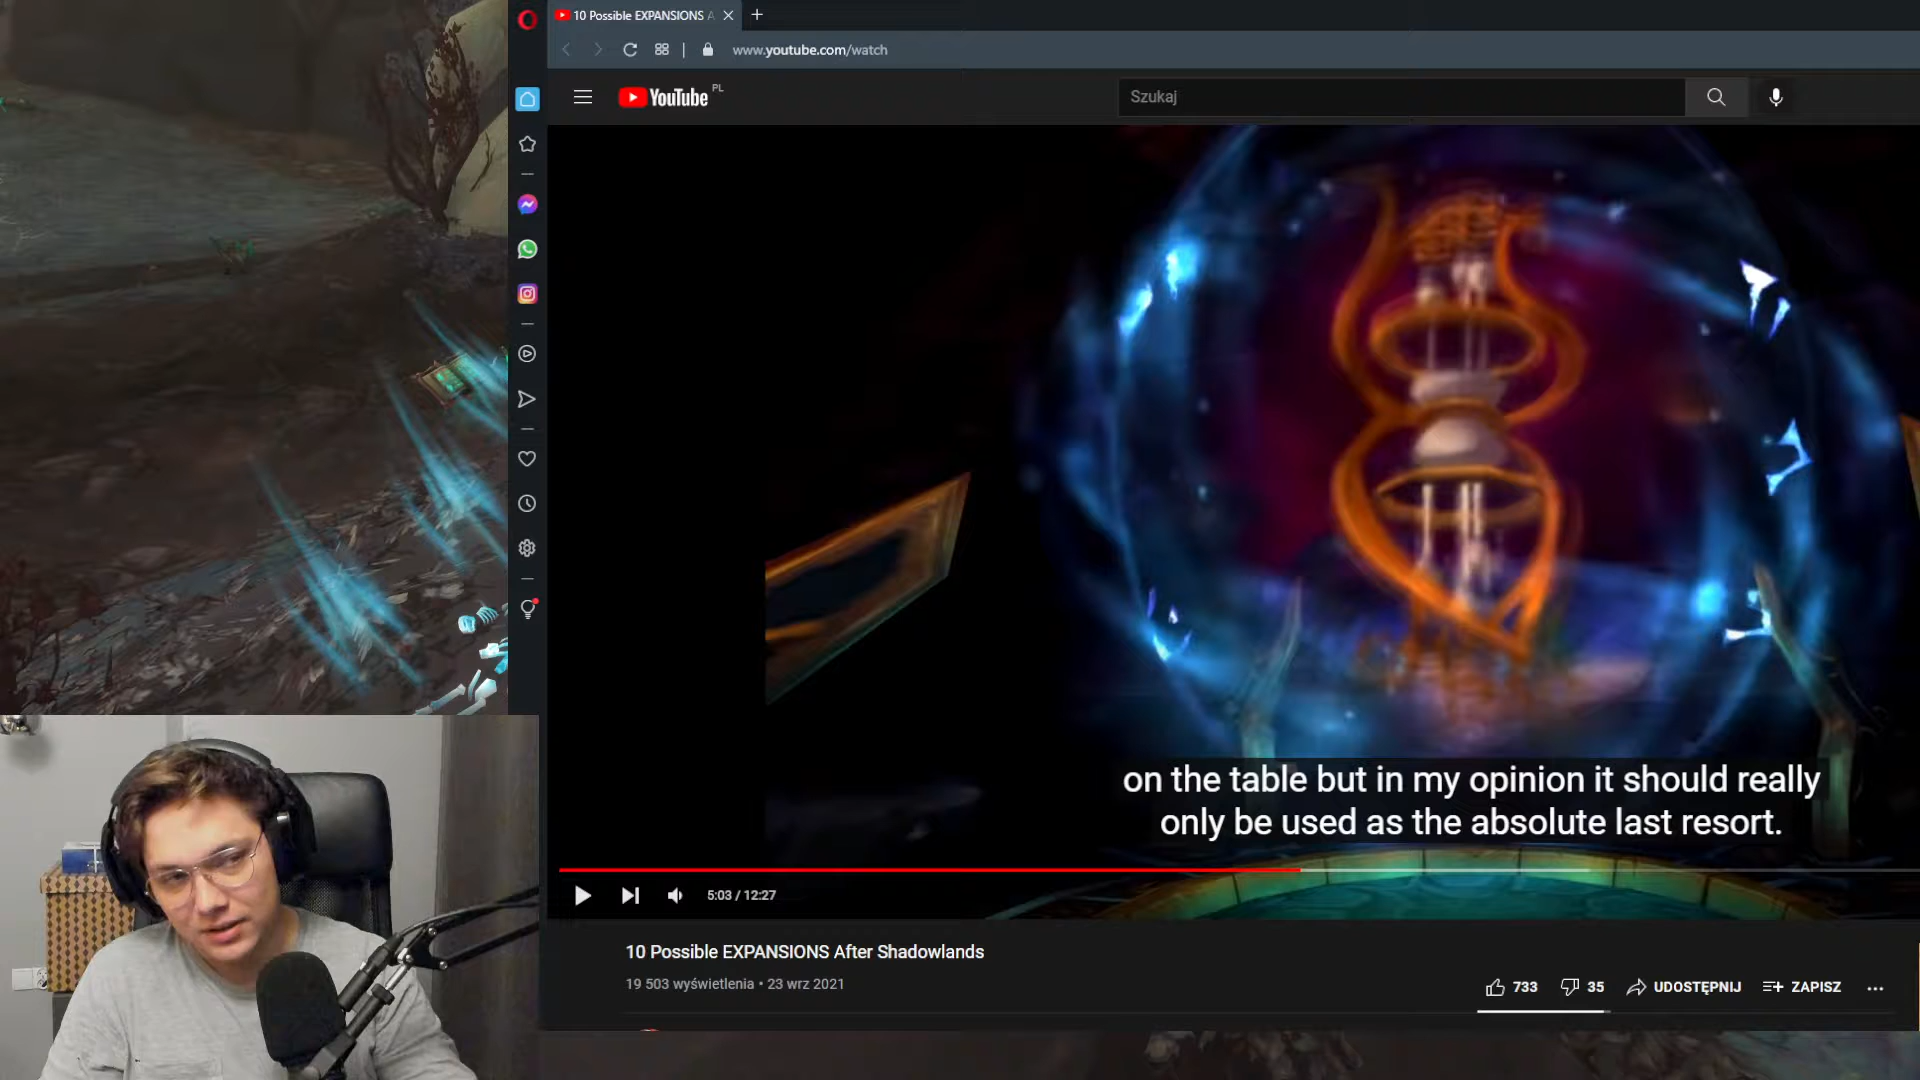 10 Possible EXPANSIONS A
www.youtube.com/watch
YouTube PL
Szukaj
on the table but in my opinion it should really
only be used as the absolute last resort.
5:03 / 12:27
10 Possible EXPANSIONS After Shadowlands
19 503 wyświetlenia • 23 wrz 2021
733
35
UDOSTĘPNIJ
ZAPISZ